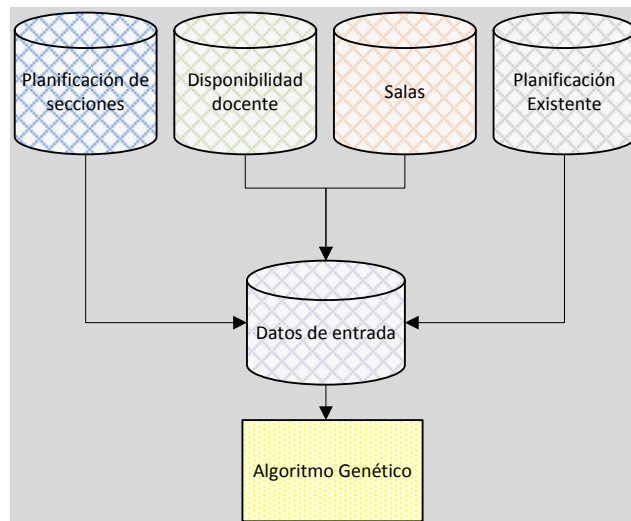 Planificación de
secciones
Disponibilidad
docente
Salas
Planificación
Existente
Datos de entrada
Algoritmo Genético